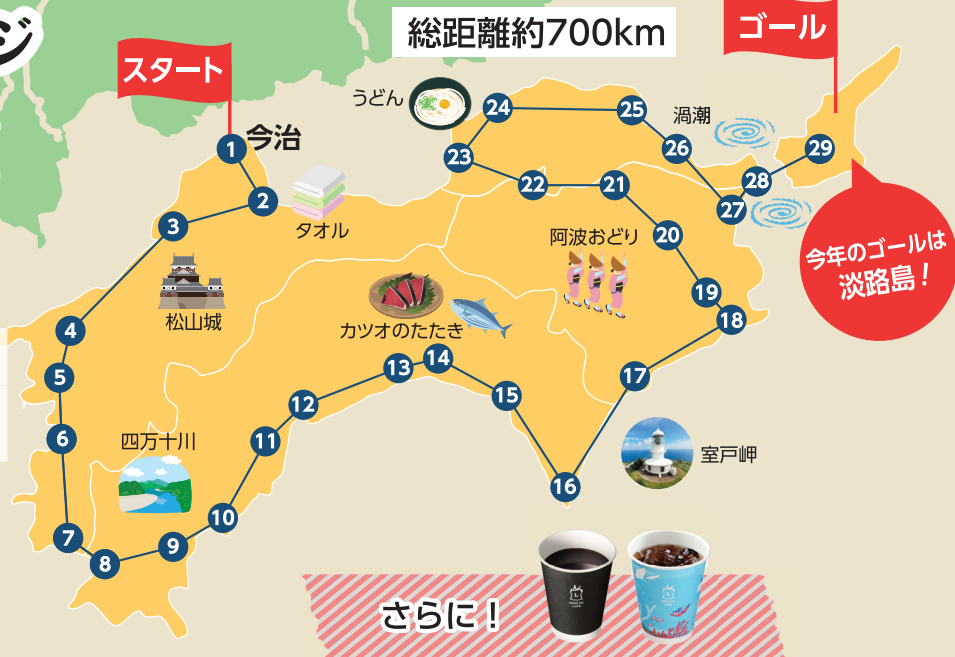 ジ
総距離約700km
スタート
ゴール
うどん
渦潮
今治
タオル
阿波おどり
松山城
カツオのたたき
四万十川
室戸岬
今年のゴールは
淡路島！
1
2
3
4
5
6
7
8
9
10
11
12
13
14
15
16
17
18
19
20
21
22
23
24
25
26
27
28
29
さらに！